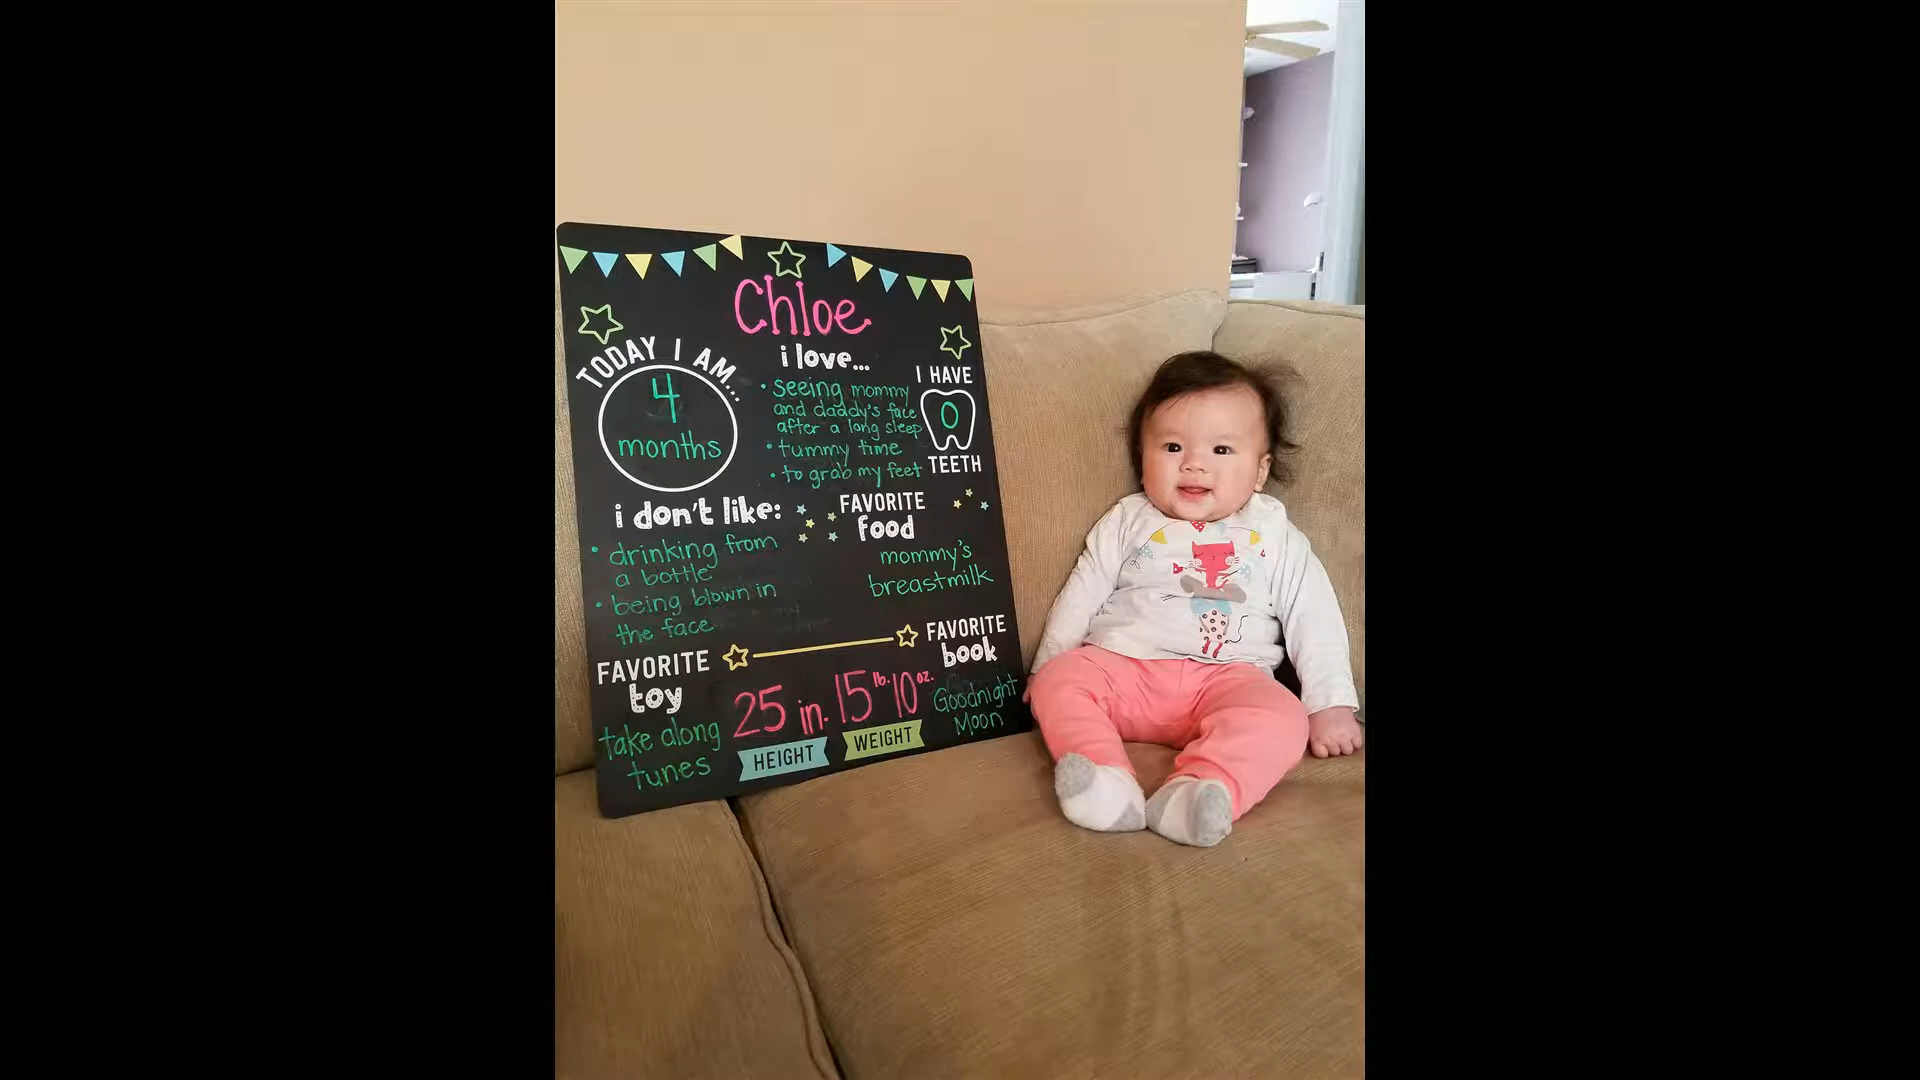 Chloe
TODAY I AM...
4
months
i love...
• seeing mommy
and daddy's face
after a long sleep
• tummy time
• to grab my feet
I HAVE
0
TEETH
i don't like:
• drinking from
a bottle
• being blown in
the face
FAVORITE
food
mommy's
breastmilk
FAVORITE
toy
take along
tunes
25 in.
HEIGHT
15 lb. 10 oz.
WEIGHT
FAVORITE
book
Goodnight
Moon